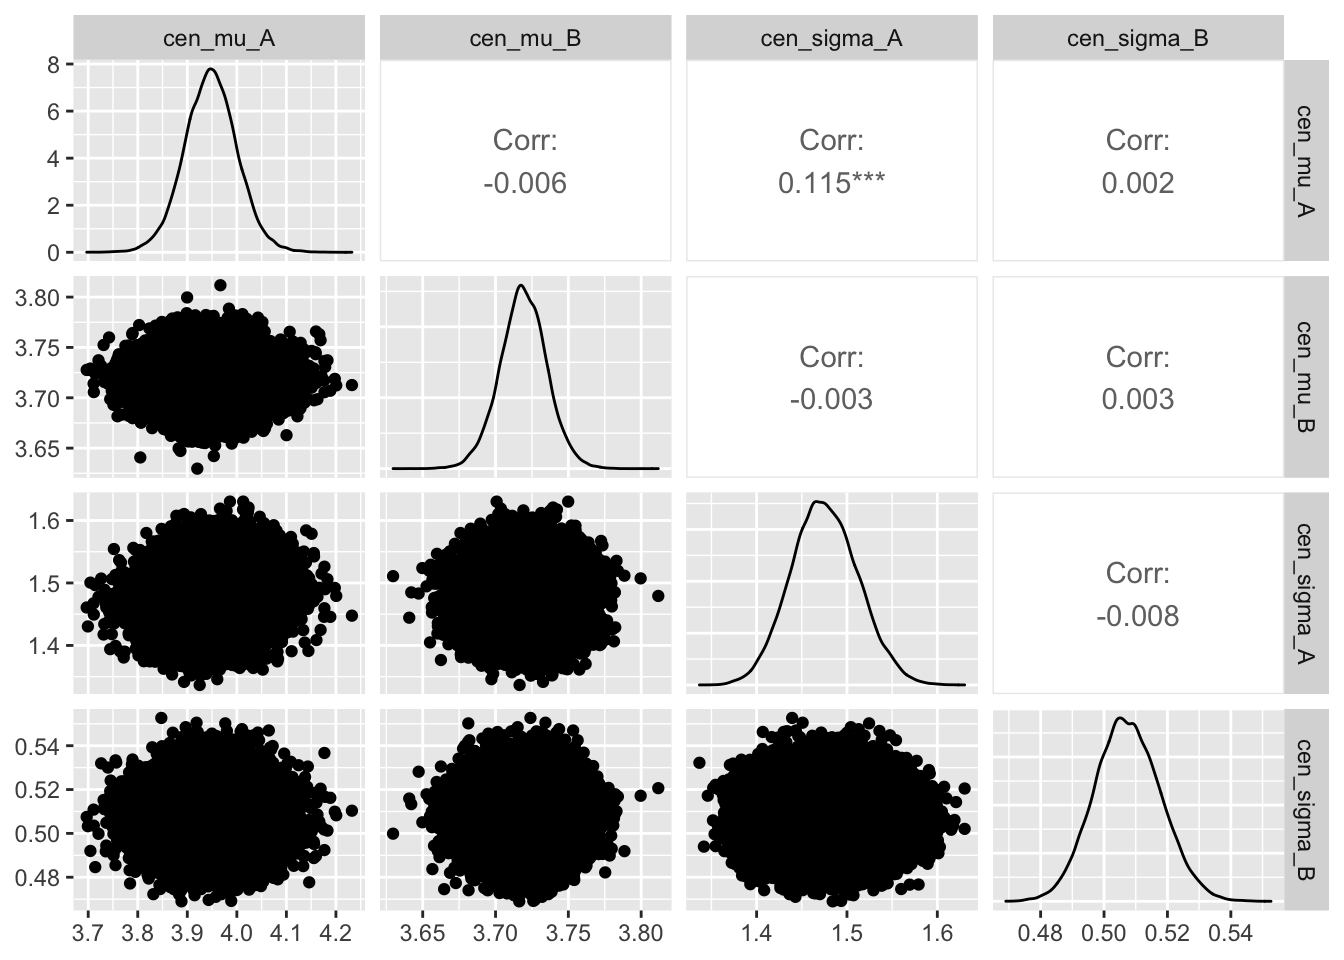 cen_mu_A
cen_mu_B
cen_sigma_A
cen_sigma_B
8
6
4
2
0
Corr:
-0.006
Corr:
0.115***
Corr:
0.002
cen_mu_A
3.80
3.75
3.70
3.65
Corr:
-0.003
Corr:
0.003
cen_mu_B
1.6
1.5
1.4
Corr:
-0.008
cen_sigma_A
0.54
0.52
0.50
0.48
cen_sigma_B
3.7 3.8 3.9 4.0 4.1 4.2
3.65 3.70 3.75 3.80
1.4 1.5 1.6
0.48 0.50 0.52 0.54